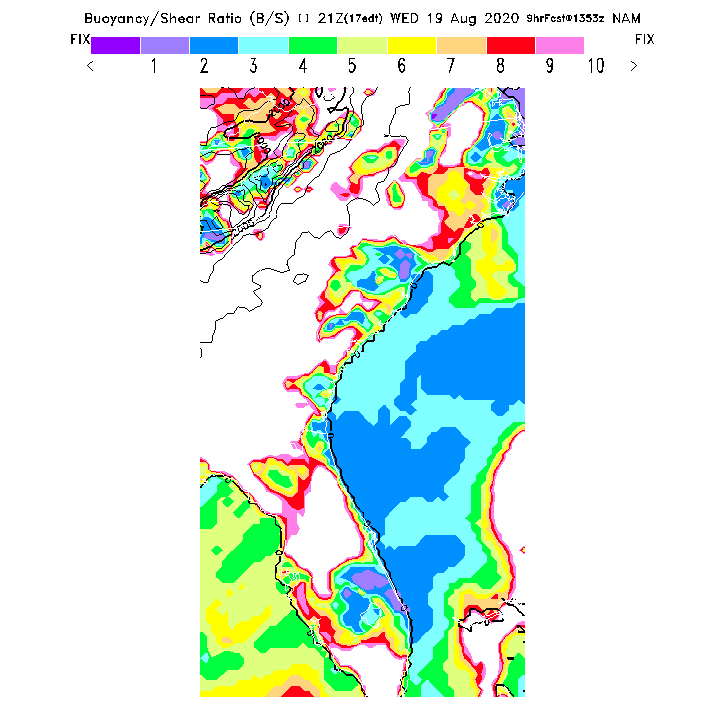 Buoyancy/Shear Ratio (B/S) [] 21Z(17edt) WED 19 Aug 2020 9hrFcst@1353z NAM
FIX FIX
< 1 2 3 4 5 6 7 8 9 10 >